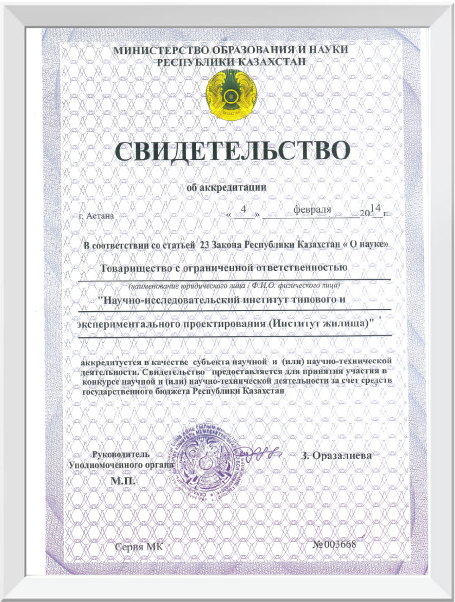 МИНИСТЕРСТВО ОБРАЗОВАНИЯ И НАУКИ
РЕСПУБЛИКИ КАЗАХСТАН
СВИДЕТЕЛЬСТВО
об аккредитации
г. Астана « 4 » февраля 2014 г.
В соответствии со статьей 23 Закона Республики Казахстан « О науке»
Товарищество с ограниченной ответственностью
(наименование юридического лица / Ф.И.О. физического лица)
"Научно-исследовательский институт типового и
экспериментального проектирования (Институт жилища)"
аккредитуется в качестве субъекта научной и (или) научно-технической
деятельности. Свидетельство предоставляется для принятия участия в
конкурсе научной и (или) научно-технической деятельности за счет средств
государственного бюджета Республики Казахстан
Руководитель
Уполномоченного органа
З. Оразалиева
М.П.
Серия МК №003668